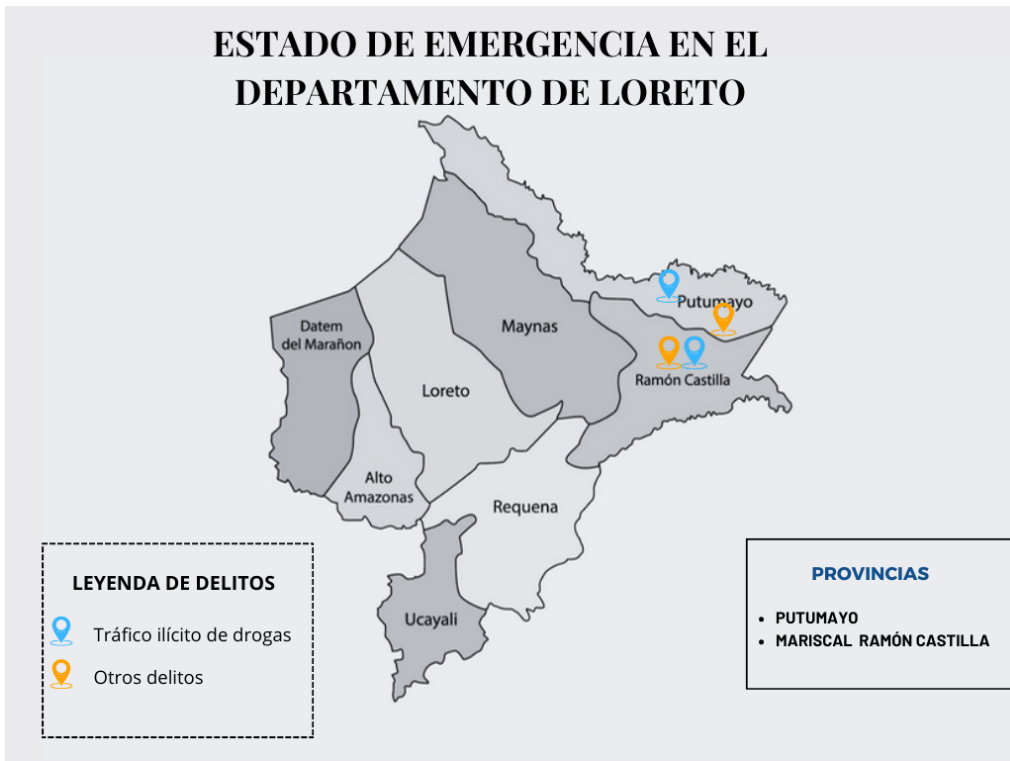 ESTADO DE EMERGENCIA EN EL
DEPARTAMENTO DE LORETO
Putumayo
Maynas
Datem
del Marañon
Ramón Castilla
Loreto
Alto
Amazonas
Requena
Ucayali
LEYENDA DE DELITOS
Tráfico ilícito de drogas
Otros delitos
PROVINCIAS
• PUTUMAYO
• MARISCAL RAMÓN CASTILLA